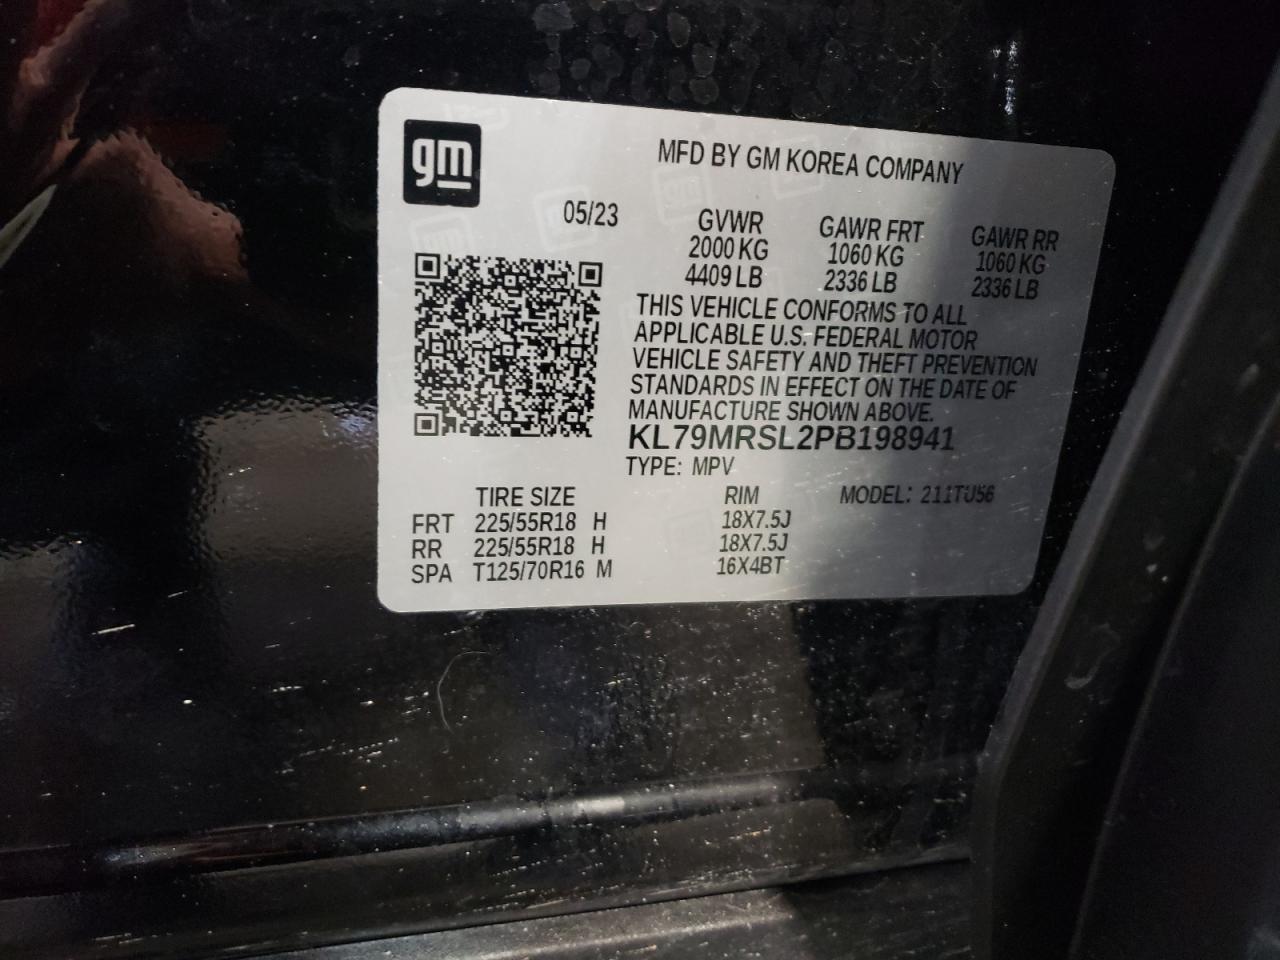 gm
MFD BY GM KOREA COMPANY
05/23 GVWR GAWR FRT GAWR RR
2000 KG 1060 KG 1060 KG
4409 LB 2336 LB 2336 LB
THIS VEHICLE CONFORMS TO ALL
APPLICABLE U.S. FEDERAL MOTOR
VEHICLE SAFETY AND THEFT PREVENTION
STANDARDS IN EFFECT ON THE DATE OF
MANUFACTURE SHOWN ABOVE.
KL79MRSL2PB198941
TYPE: MPV
TIRE SIZE RIM MODEL: 211TU56
FRT 225/55R18 H 18X7.5J
RR 225/55R18 H 18X7.5J
SPA T125/70R16 M 16X4BT